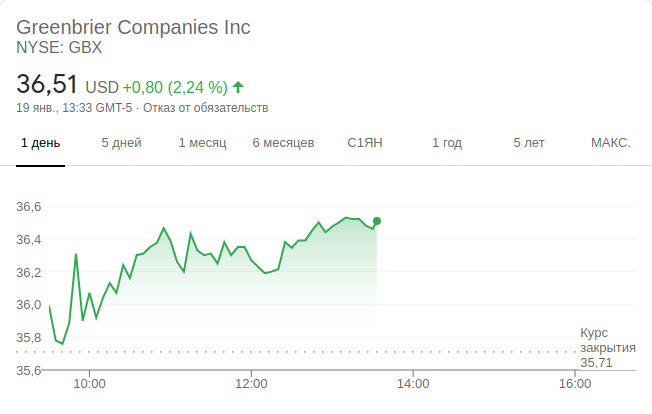 Greenbrier Companies Inc
NYSE: GBX
36,51 USD +0,80 (2,24 %)
19 янв., 13:33 GMT-5 · Отказ от обязательств
1 день 5 дней 1 месяц 6 месяцев С1ЯН 1 год 5 лет МАКС.
36,6
36,4
36,2
36,0
35,8
35,6
Курс
закрытия
35,71
10:00 12:00 14:00 16:00